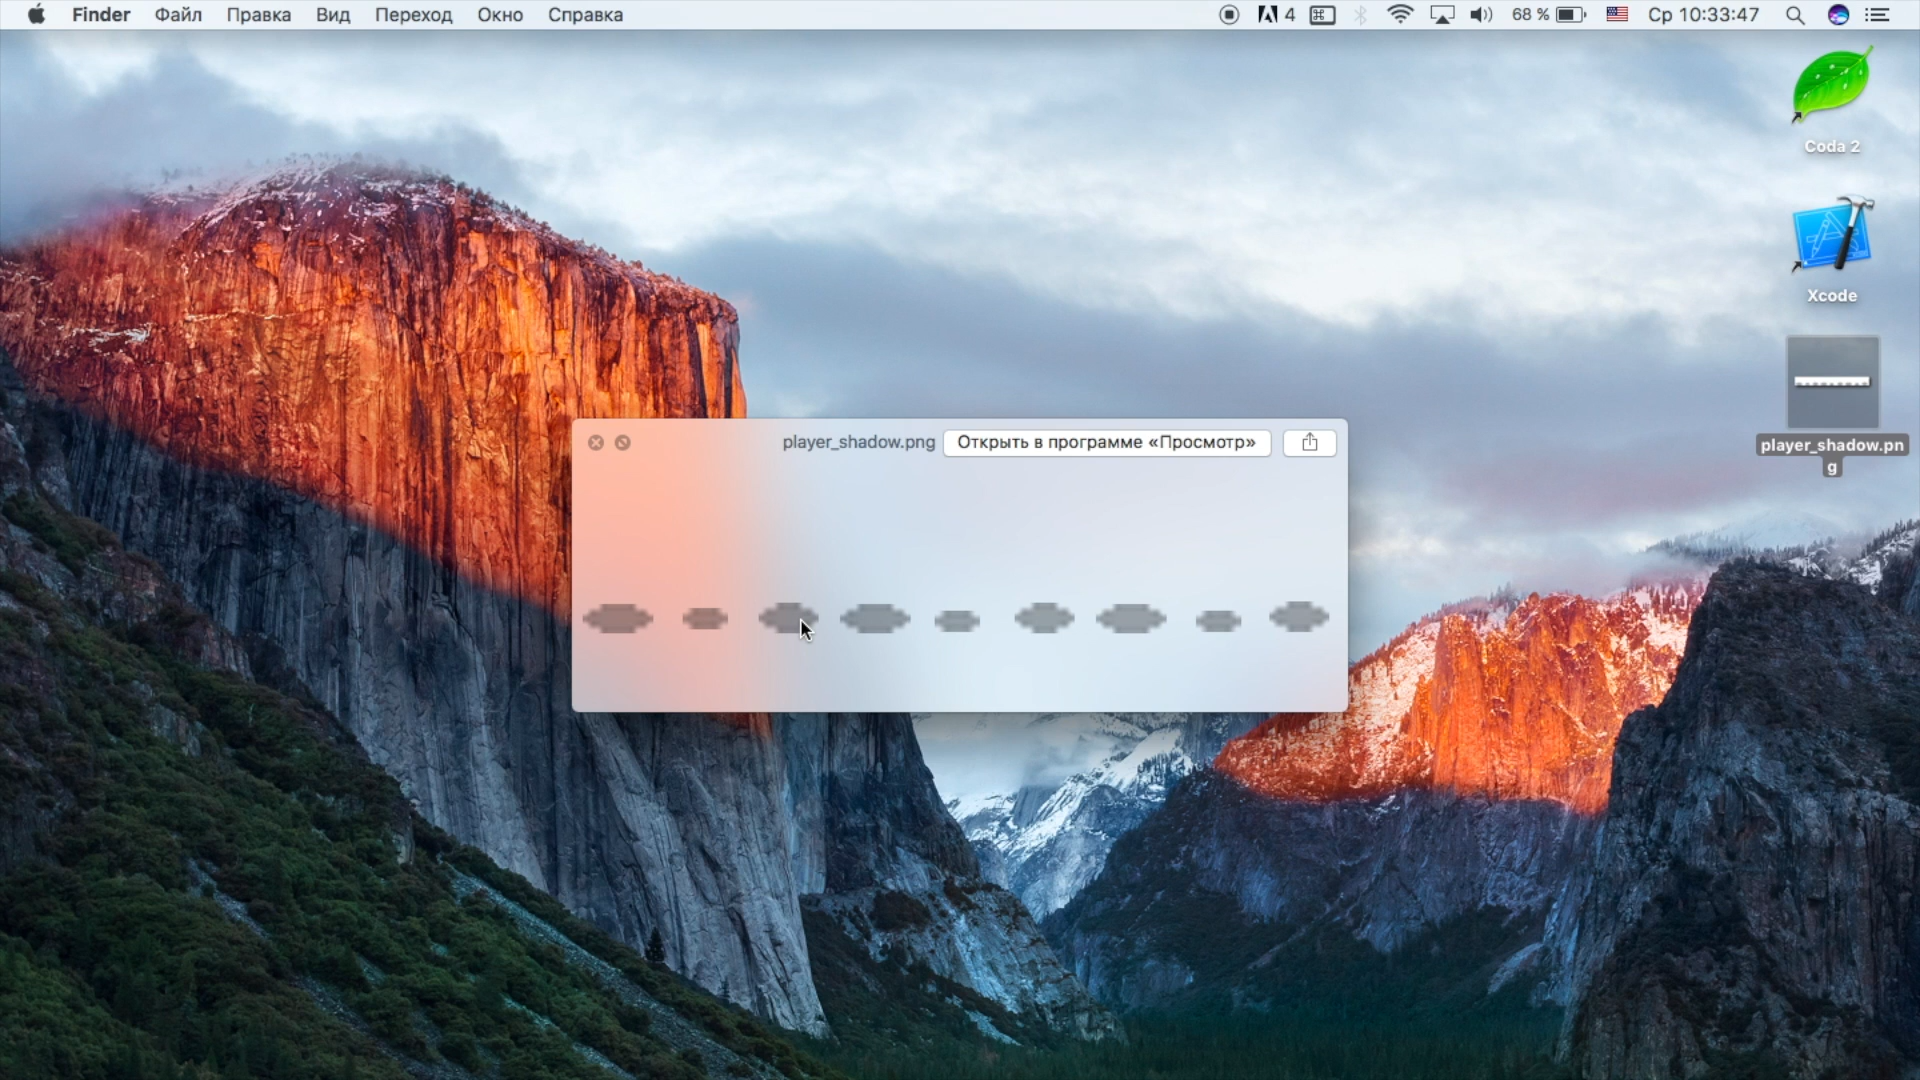 Finder Файл Правка Вид Переход Окно Справка 4 68 % Ср 10:33:47
Coda 2
Xcode
player_shadow.pn
g
player_shadow.png Открыть в программе «Просмотр»